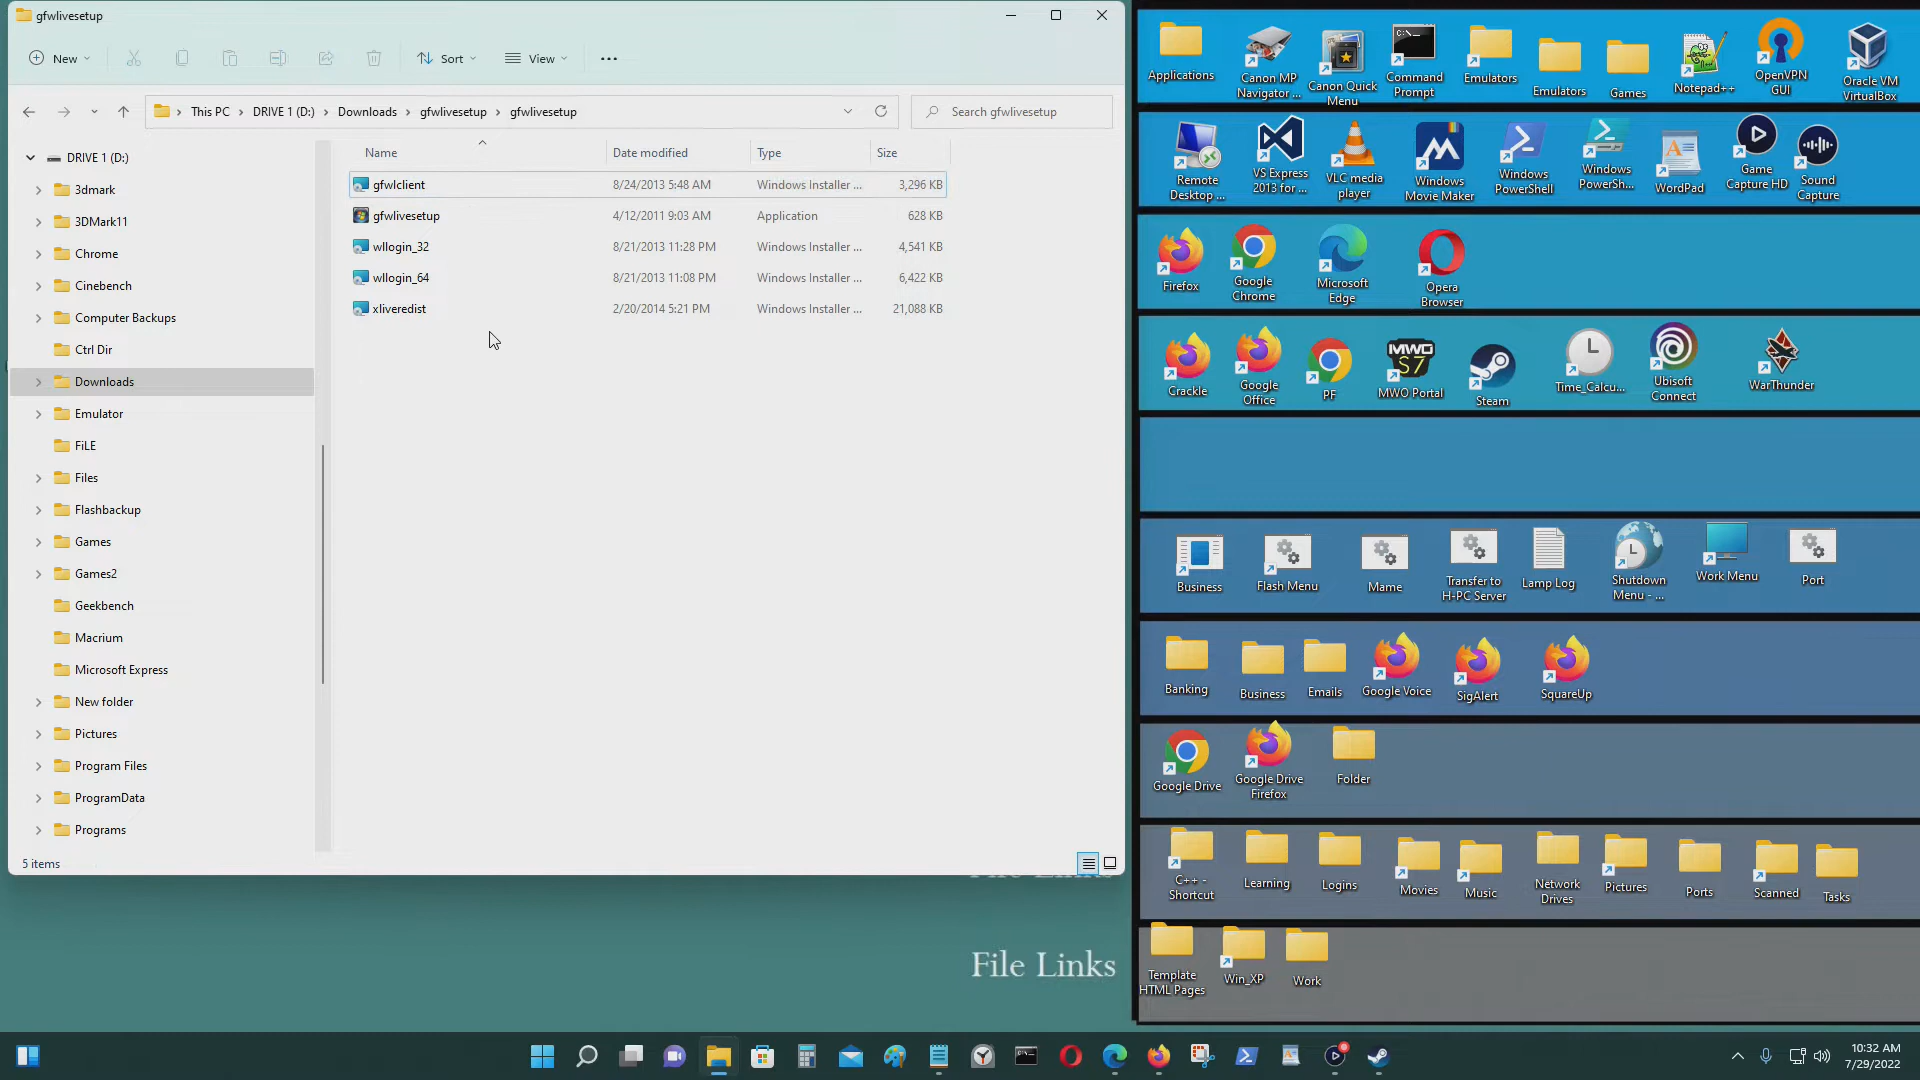 gfwlivesetup
New
Sort
View
This PC > DRIVE 1 (D:) > Downloads > gfwlivesetup > gfwlivesetup
Search gfwlivesetup
DRIVE 1 (D:)
3dmark
3DMark11
Chrome
Cinebench
Computer Backups
Ctrl Dir
Downloads
Emulator
FiLE
Files
Flashbackup
Games
Games2
Geekbench
Macrium
Microsoft Express
New folder
Pictures
Program Files
ProgramData
Programs
Name Date modified Type Size
gfwlclient 8/24/2013 5:48 AM Windows Installer ... 3,296 KB
gfwlivesetup 4/12/2011 9:03 AM Application 628 KB
wllogin_32 8/21/2013 11:28 PM Windows Installer ... 4,541 KB
wllogin_64 8/21/2013 11:08 PM Windows Installer ... 6,422 KB
xliveredist 2/20/2014 5:21 PM Windows Installer ... 21,088 KB
5 items
File Links
Applications
Canon MP
Navigator ...
Canon Quick
Menu
C:\-
Command
Prompt
Emulators
Emulators
Games
Notepad++
OpenVPN
GUI
Oracle VM
VirtualBox
Remote
Desktop ...
VS Express
2013 for ...
VLC media
player
Windows
Movie Maker
Windows
PowerShell
Windows
PowerSh...
WordPad
Game
Capture HD
Sound
Capture
Firefox
Google
Chrome
Microsoft
Edge
Opera
Browser
Crackle
Google
Office
PF
MWO
S7
MWO Portal
Steam
Time_Calcu...
Ubisoft
Connect
WarThunder
Business
Flash Menu
Mame
Transfer to
H-PC Server
Lamp Log
Shutdown
Menu - ...
Work Menu
Port
Banking
Business
Emails
Google Voice
SigAlert
SquareUp
Google Drive
Google Drive
Firefox
Folder
C++ -
Shortcut
Learning
Logins
Movies
Music
Network
Drives
Pictures
Ports
Scanned
Tasks
Template
HTML Pages
Win_XP
Work
10:32 AM
7/29/2022